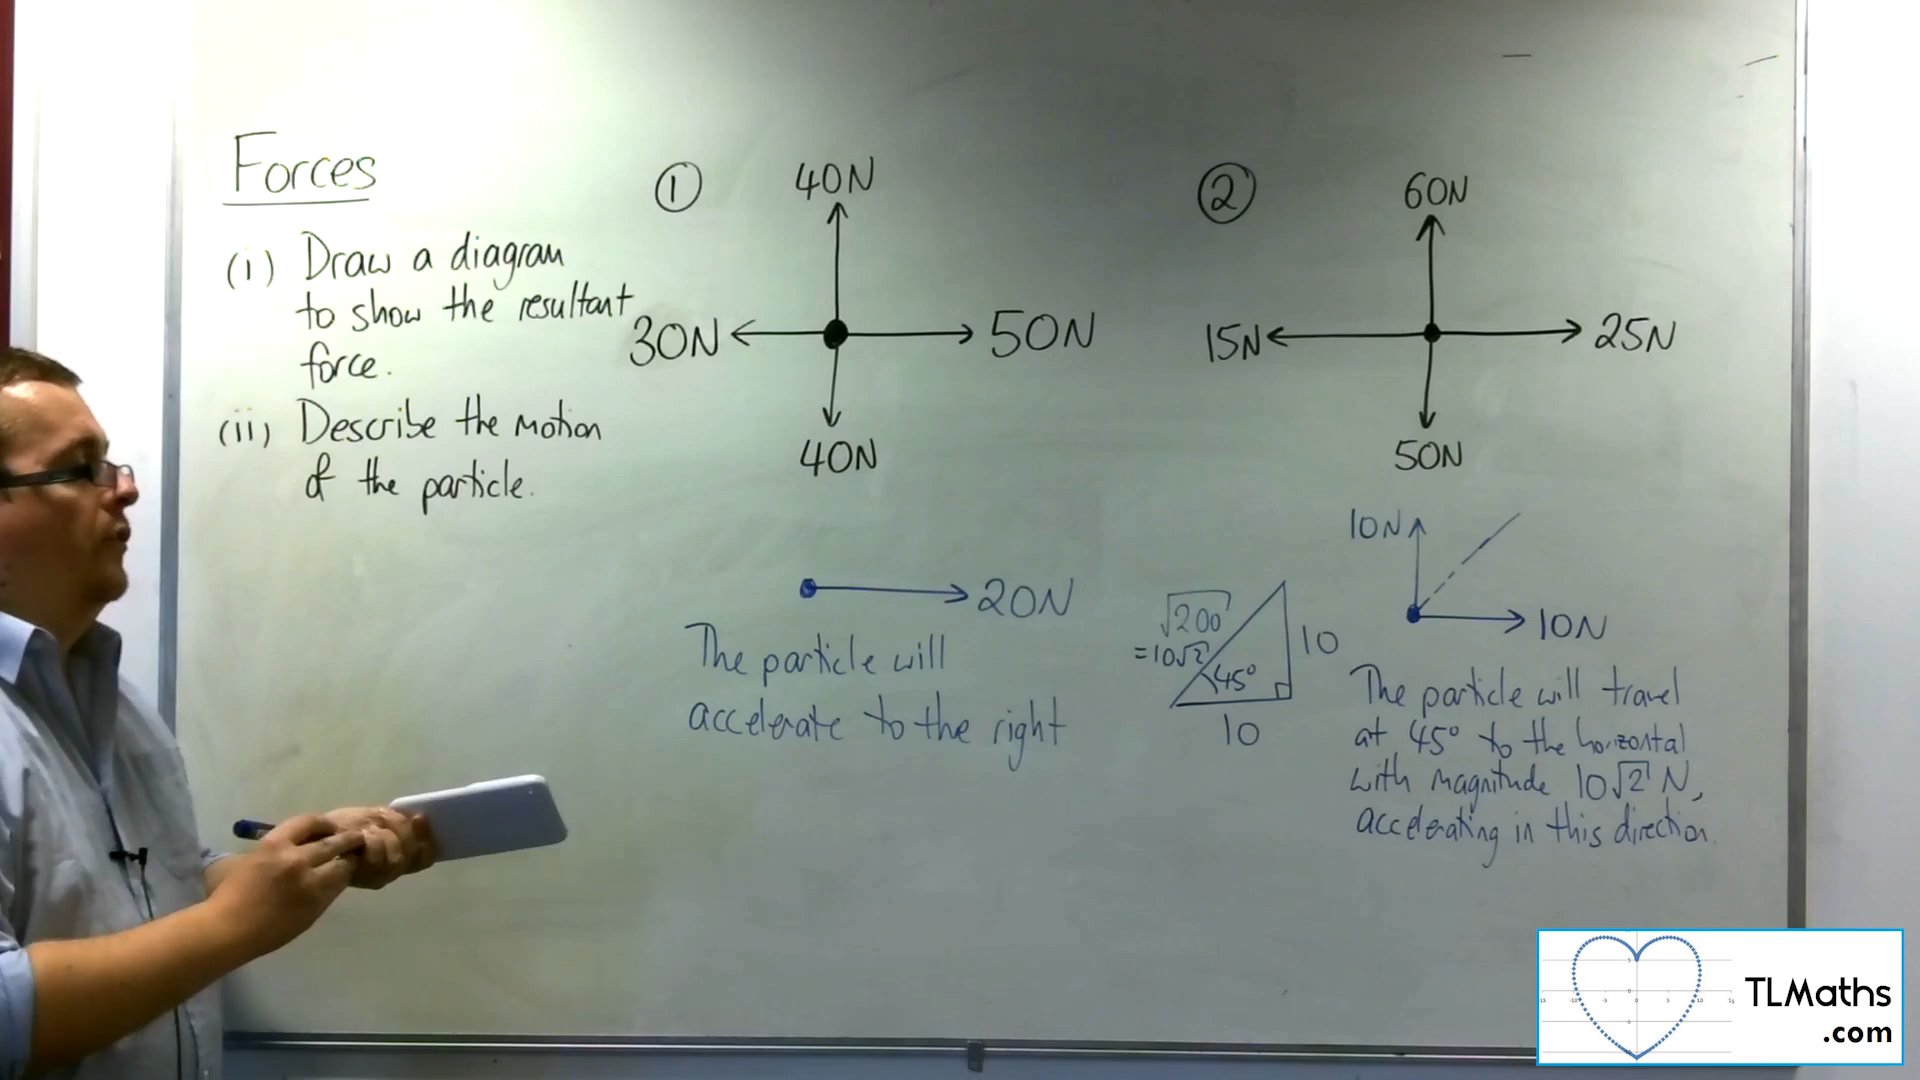 Forces
(i) Draw a diagram
to show the resultant
force.
(ii) Describe the motion
of the particle.
①
40N
30N
50N
40N
20N
The particle will
accelerate to the right
②
60N
15N
25N
50N
10N
10N
√200
=10√2
45°
10
10
The particle will travel
at 45° to the horizontal
with magnitude 10√2 N,
accelerating in this direction.
TLMaths
.com